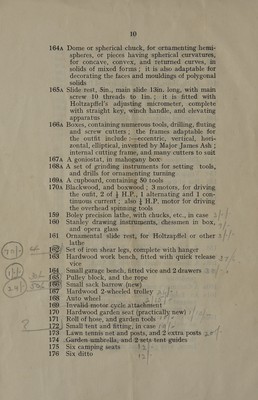 10
164A Dome or spherical chuck, for ornamenting hemi-
spheres, or pieces having spherical curvatures,
for concave, convex, and returned curves, in
solids of mixed forms; it is also adaptable for
decorating the faces and mouldings of polygonal
solids
165A Slide rest, 8in., main slide 13in. long, with main
screw 10 threads to 1in.; it is fitted with
Holtzapffel's adjusting micrometer, complete
with straight key, winch handle, and elevating
apparatus
166A Boxes, containing numerous tools, drilling, fluting
and screw cutters; the frames adaptable for
the outfit include:—eccentric, vertical, hori-
zontal, elliptical, invented by Major James Ash;
internal cutting frame, and many cutters to suit
167A A goniostat, in mahogany box
168A A set of grinding instruments for setting tools,
and drills for ornamenting turning
169A A cupboard, containing 50 tools
170A Blackwood, and boxwood; 3 motors, for driving
the outfit, 2 of ½ H.P., 1 alternating and 1 con-
tinuous current; also ½ H.P. motor for driving
the overhead spinning tools
159 Boley precision lathe, with chucks, etc., in case
160 Stanley drawing instruments, rhesemen in box,
and opera glass
161 Ornamental slide rest, for Holtzapffel or other
lathe
162 Set of iron shear legs, complete with hanger
163 Hardwood work bench, fitted with quick release
vice
164 Small garage bench, fitted vice and 2 drawers
165 Pulley block, and the rope
166 Small sack barrow (new)
167 Hardwood 2-wheeled trolley
168 Auto wheel
169 Invalid motor cycle attachment
170 Hardwood garden seat (practically new)
171 Roll of hose, and garden tools
172 Small tent and fitting, in case
173 Lawn tennis net and posts, and 2 extra posts
174 Garden umbrella, and 2 sets tent guides
175 Six camping seats
176 Six ditto